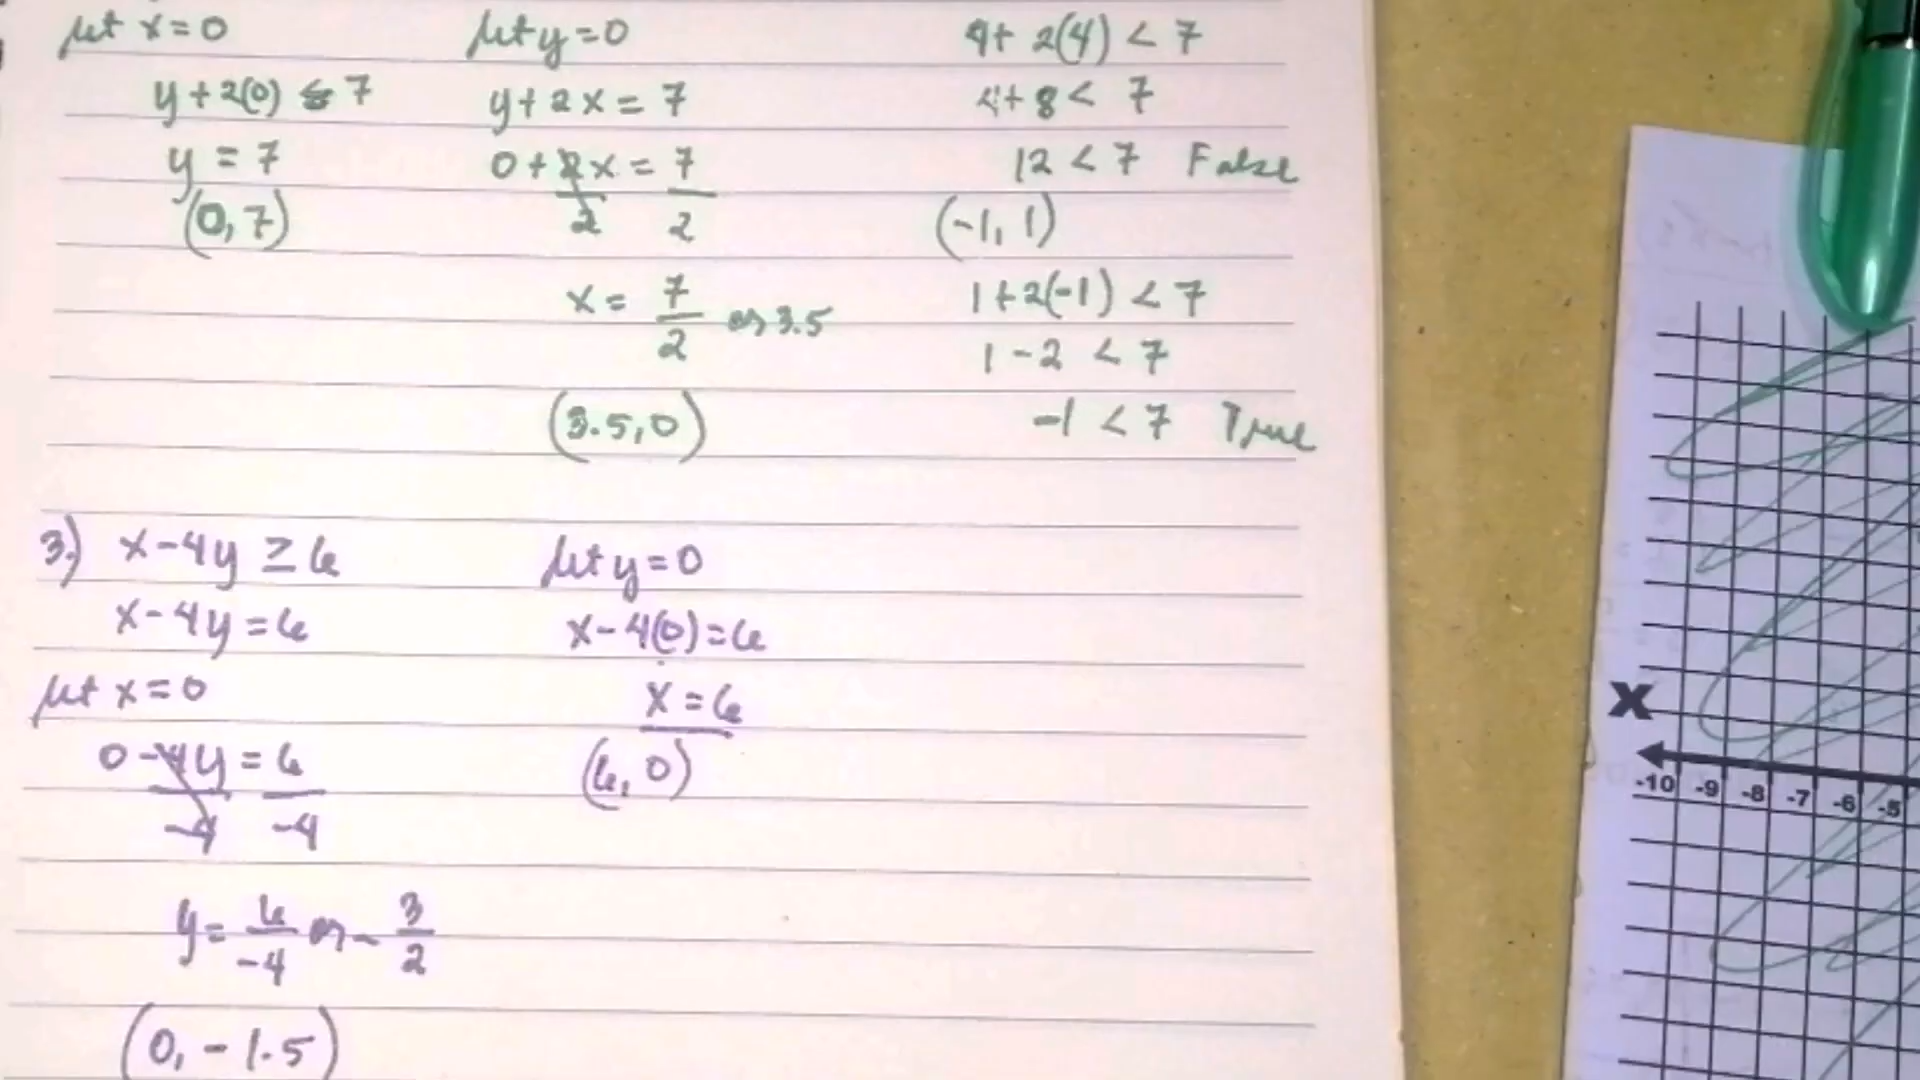 let x=0
y+2(0) = 7
y = 7
(0,7)
let y=0
y+2x=7
0+2x=7
2 2
x= 7/2 or 3.5
(3.5,0)
4+ 2(4) < 7
4+8 < 7
12 < 7 False
(-1, 1)
1+2(-1) < 7
1-2 < 7
-1 < 7 True
3.) x-4y ≥ 6
x-4y=6
let x=0
0-4y=6
-4 -4
y= 6/-4 or - 3/2
(0, -1.5)
let y=0
x-4(0)=6
x=6
(6,0)
X
-10 -9 -8 -7 -6 -5